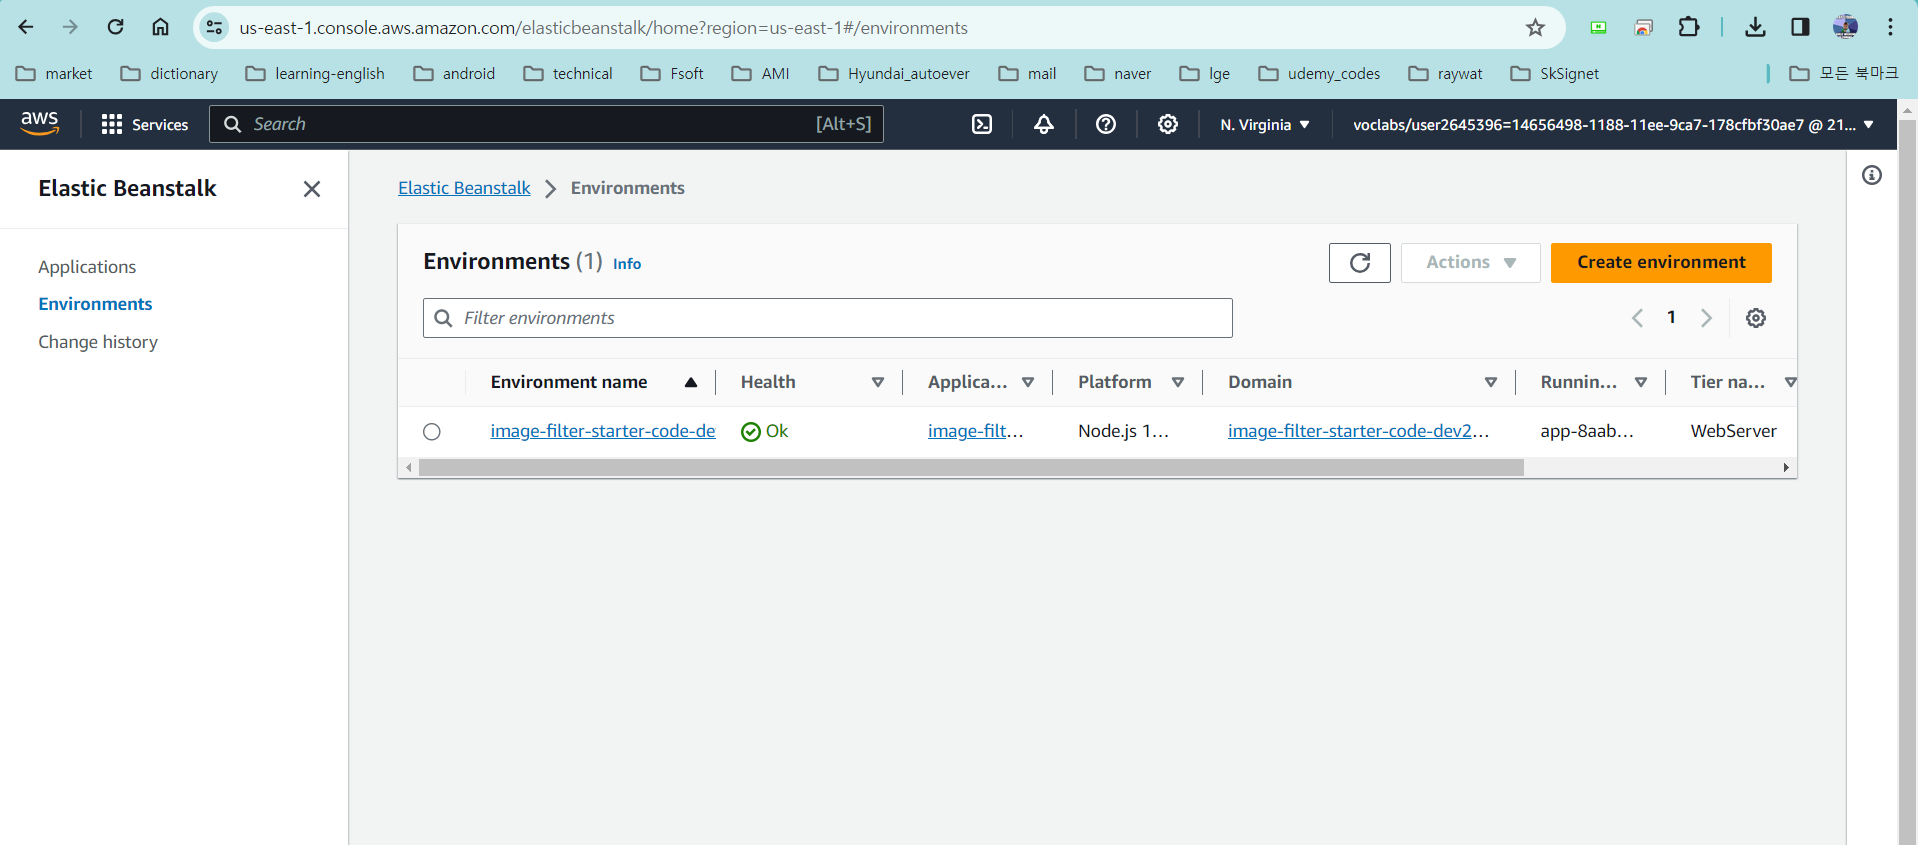 us-east-1.console.aws.amazon.com/elasticbeanstalk/home?region=us-east-1#/environments
market dictionary learning-english android technical Fsoft AMI Hyundai_autoever mail naver lge udemy_codes raywat SkSignet 모든 북마크
aws Services Search [Alt+S] N. Virginia voclabs/user2645396=14656498-1188-11ee-9ca7-178cfbf30ae7 @ 21...
Elastic Beanstalk
Applications
Environments
Change history
Elastic Beanstalk Environments
Environments (1) Info Actions Create environment
Filter environments 1
Environment name Health Applica... Platform Domain Runnin... Tier na...
image-filter-starter-code-de Ok image-filt... Node.js 1... image-filter-starter-code-dev2... app-8aab... WebServer